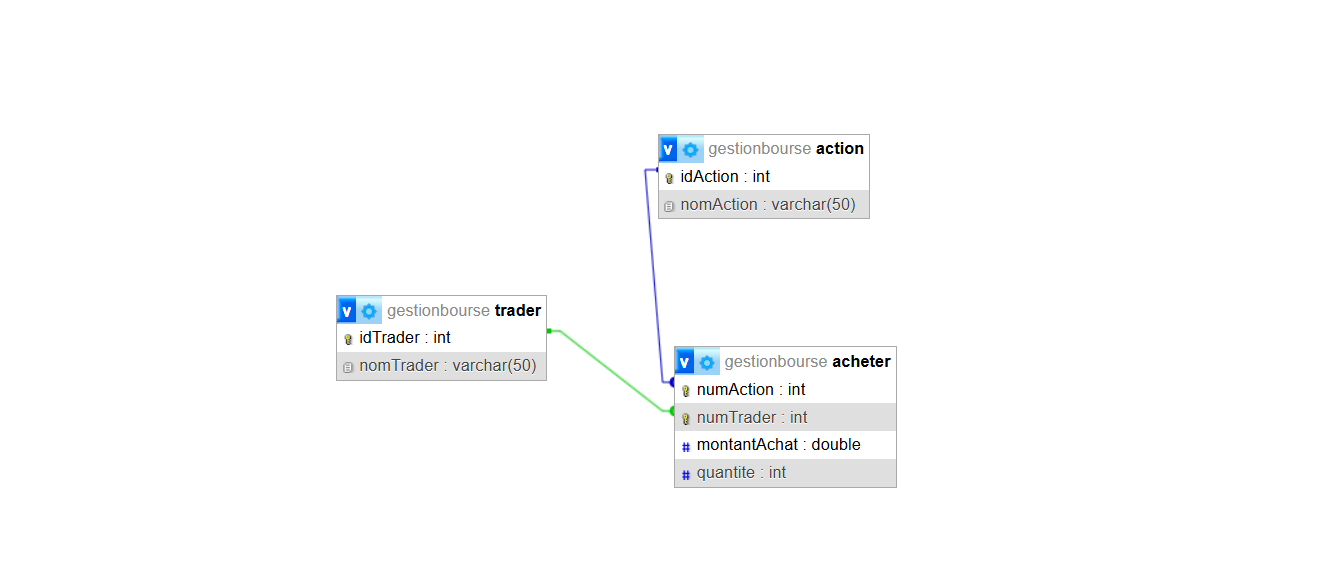 v gestionbourse action
idAction : int
nomAction : varchar(50)
v gestionbourse trader
idTrader : int
nomTrader : varchar(50)
v gestionbourse acheter
numAction : int
numTrader : int
# montantAchat : double
# quantite : int